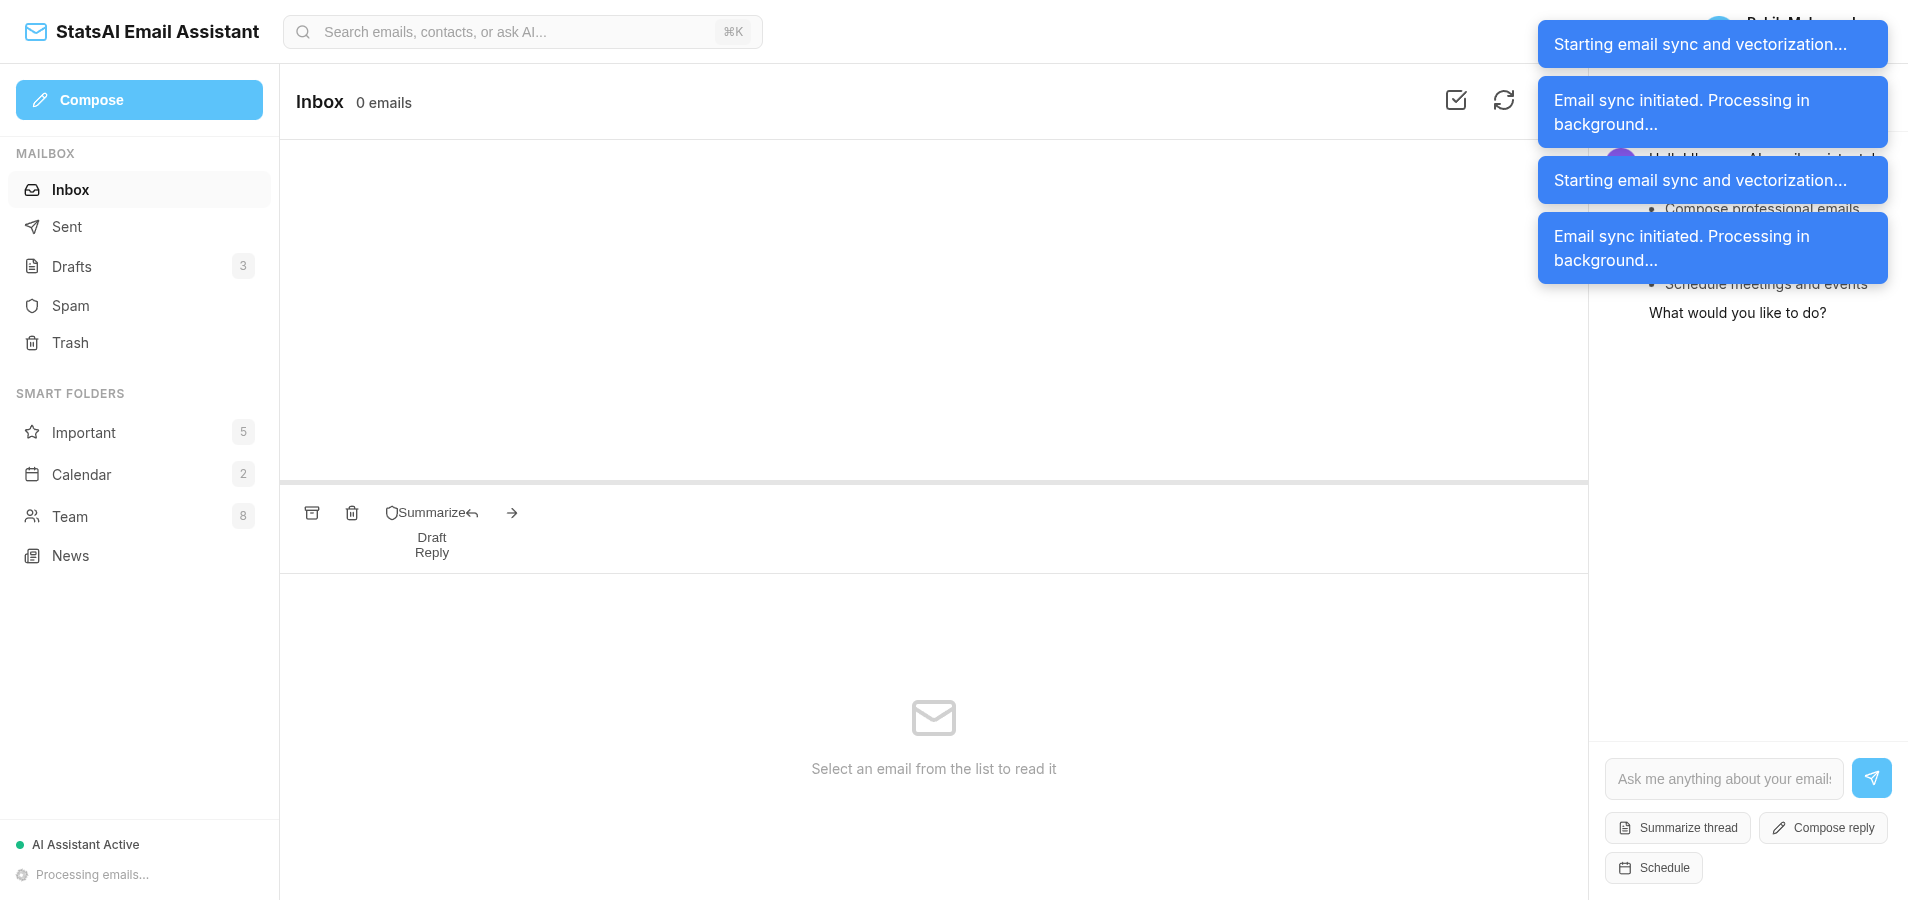 StatsAI Email Assistant
Search emails, contacts, or ask AI...
⌘K
Compose
MAILBOX
Inbox
Sent
Drafts
3
Spam
Trash
SMART FOLDERS
Important
5
Calendar
2
Team
8
News
AI Assistant Active
Processing emails...
Inbox
0 emails
Summarize
Draft
Reply
Select an email from the list to read it
Starting email sync and vectorization...
Email sync initiated. Processing in
background...
Starting email sync and vectorization...
Compose professional emails
Email sync initiated. Processing in
background...
Schedule meetings and events
What would you like to do?
Ask me anything about your emails
Summarize thread
Compose reply
Schedule